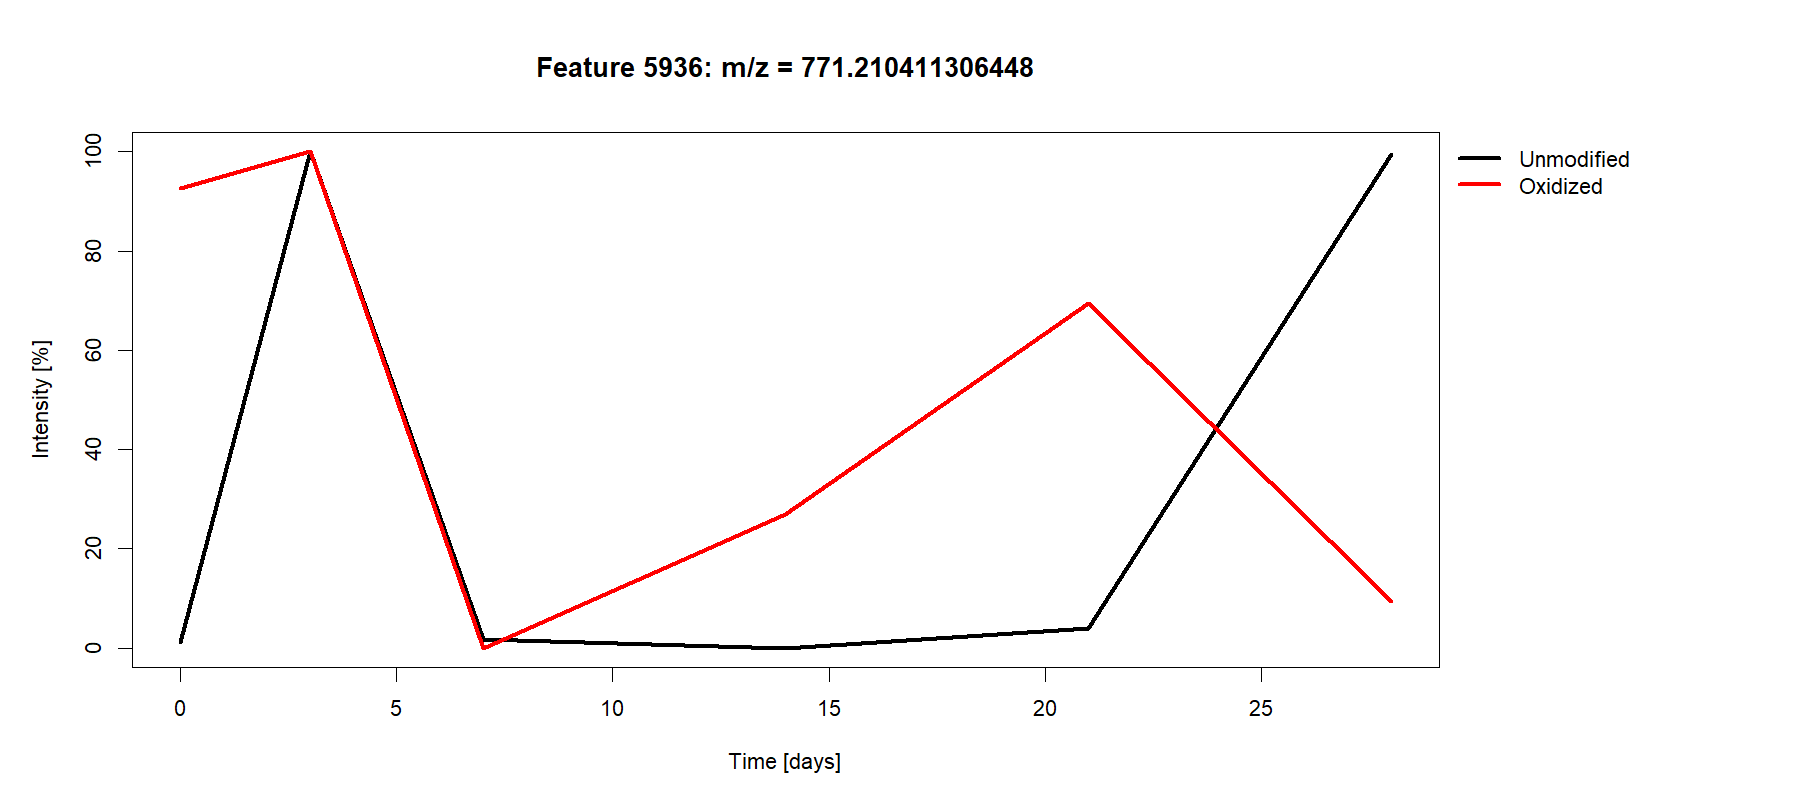 Feature 5936: m/z = 771.210411306448
Unmodified
Oxidized
Intensity [%]
100
80
60
40
20
0
0 5 10 15 20 25
Time [days]